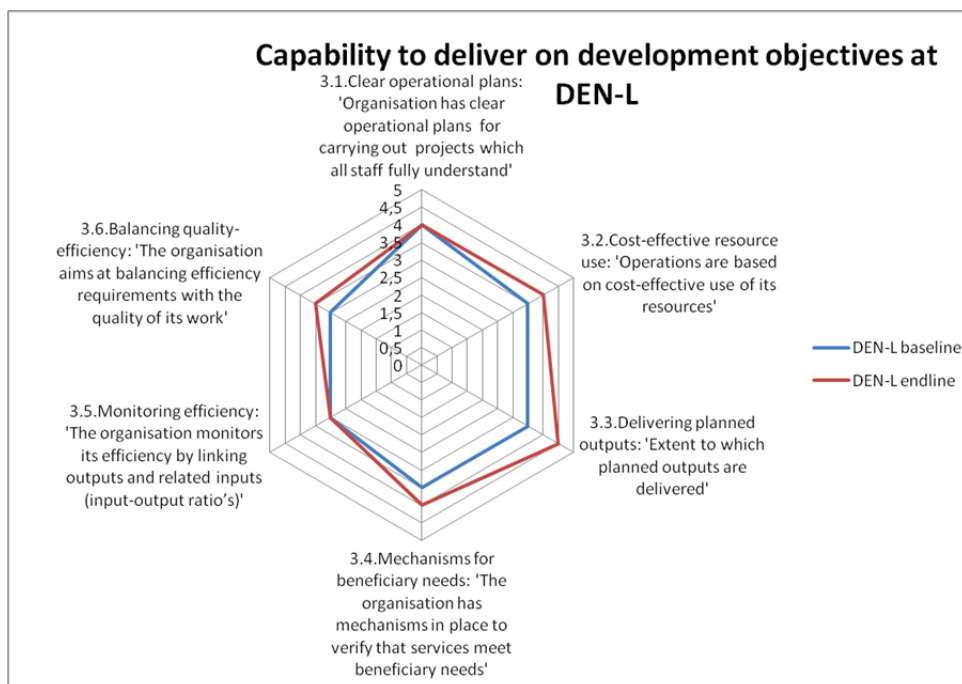 Capability to deliver on development objectives at
DEN-L
3.1.Clear operational plans:
'Organisation has clear
operational plans for
carrying out projects which
all staff fully understand'
5
4,5
4
3,5
3
2,5
2
1,5
1
0,5
0
3.2.Cost-effective resource
use: 'Operations are based
on cost-effective use of its
resources'
3.3.Delivering planned
outputs: 'Extent to which
planned outputs are
delivered'
3.4.Mechanisms for
beneficiary needs: 'The
organisation has
mechanisms in place to
verify that services meet
beneficiary needs'
3.5.Monitoring efficiency:
'The organisation monitors
its efficiency by linking
outputs and related inputs
(input-output ratio's)'
3.6.Balancing quality-
efficiency: 'The organisation
aims at balancing efficiency
requirements with the
quality of its work'
DEN-L baseline
DEN-L endline